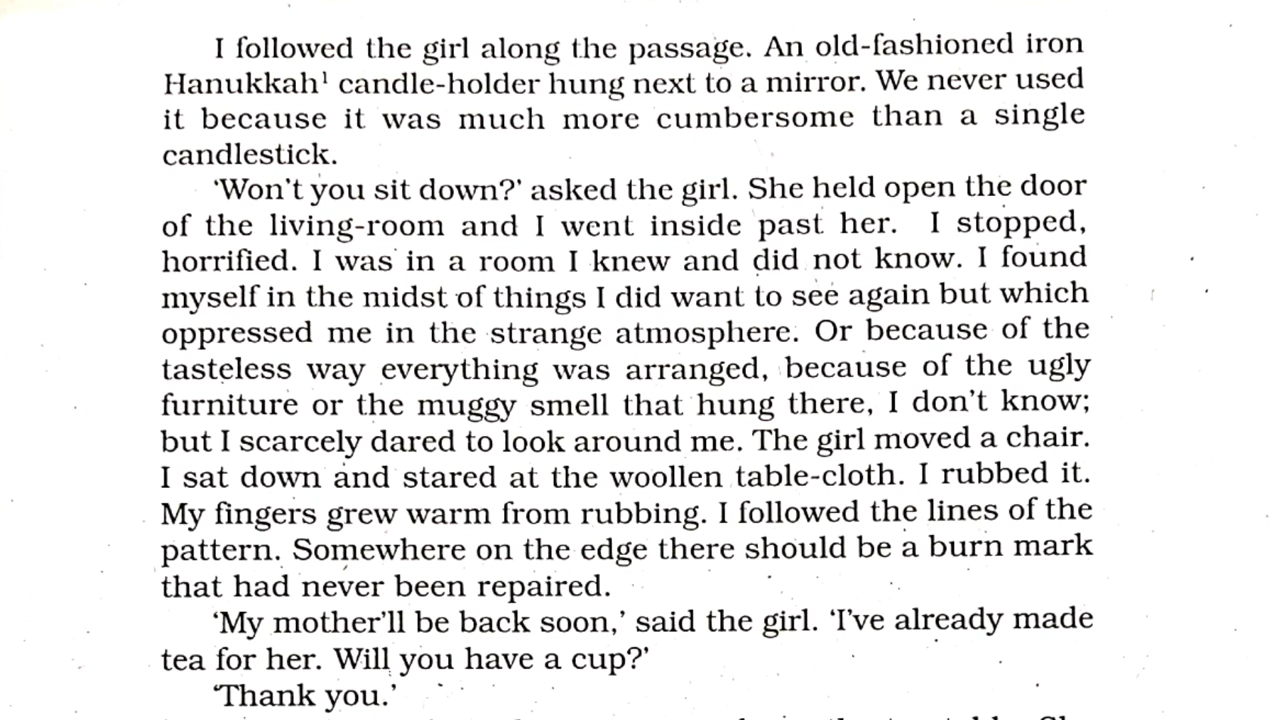 I followed the girl along the passage. An old-fashioned iron
Hanukkah¹ candle-holder hung next to a mirror. We never used
it because it was much more cumbersome than a single
candlestick.
‘Won’t you sit down?’ asked the girl. She held open the door
of the living-room and I went inside past her. I stopped,
horrified. I was in a room I knew and did not know. I found
myself in the midst of things I did want to see again but which
oppressed me in the strange atmosphere. Or because of the
tasteless way everything was arranged, because of the ugly
furniture or the muggy smell that hung there, I don’t know;
but I scarcely dared to look around me. The girl moved a chair.
I sat down and stared at the woollen table-cloth. I rubbed it.
My fingers grew warm from rubbing. I followed the lines of the
pattern. Somewhere on the edge there should be a burn mark
that had never been repaired.
‘My mother’ll be back soon,’ said the girl. ‘I’ve already made
tea for her. Will you have a cup?’
‘Thank you.’